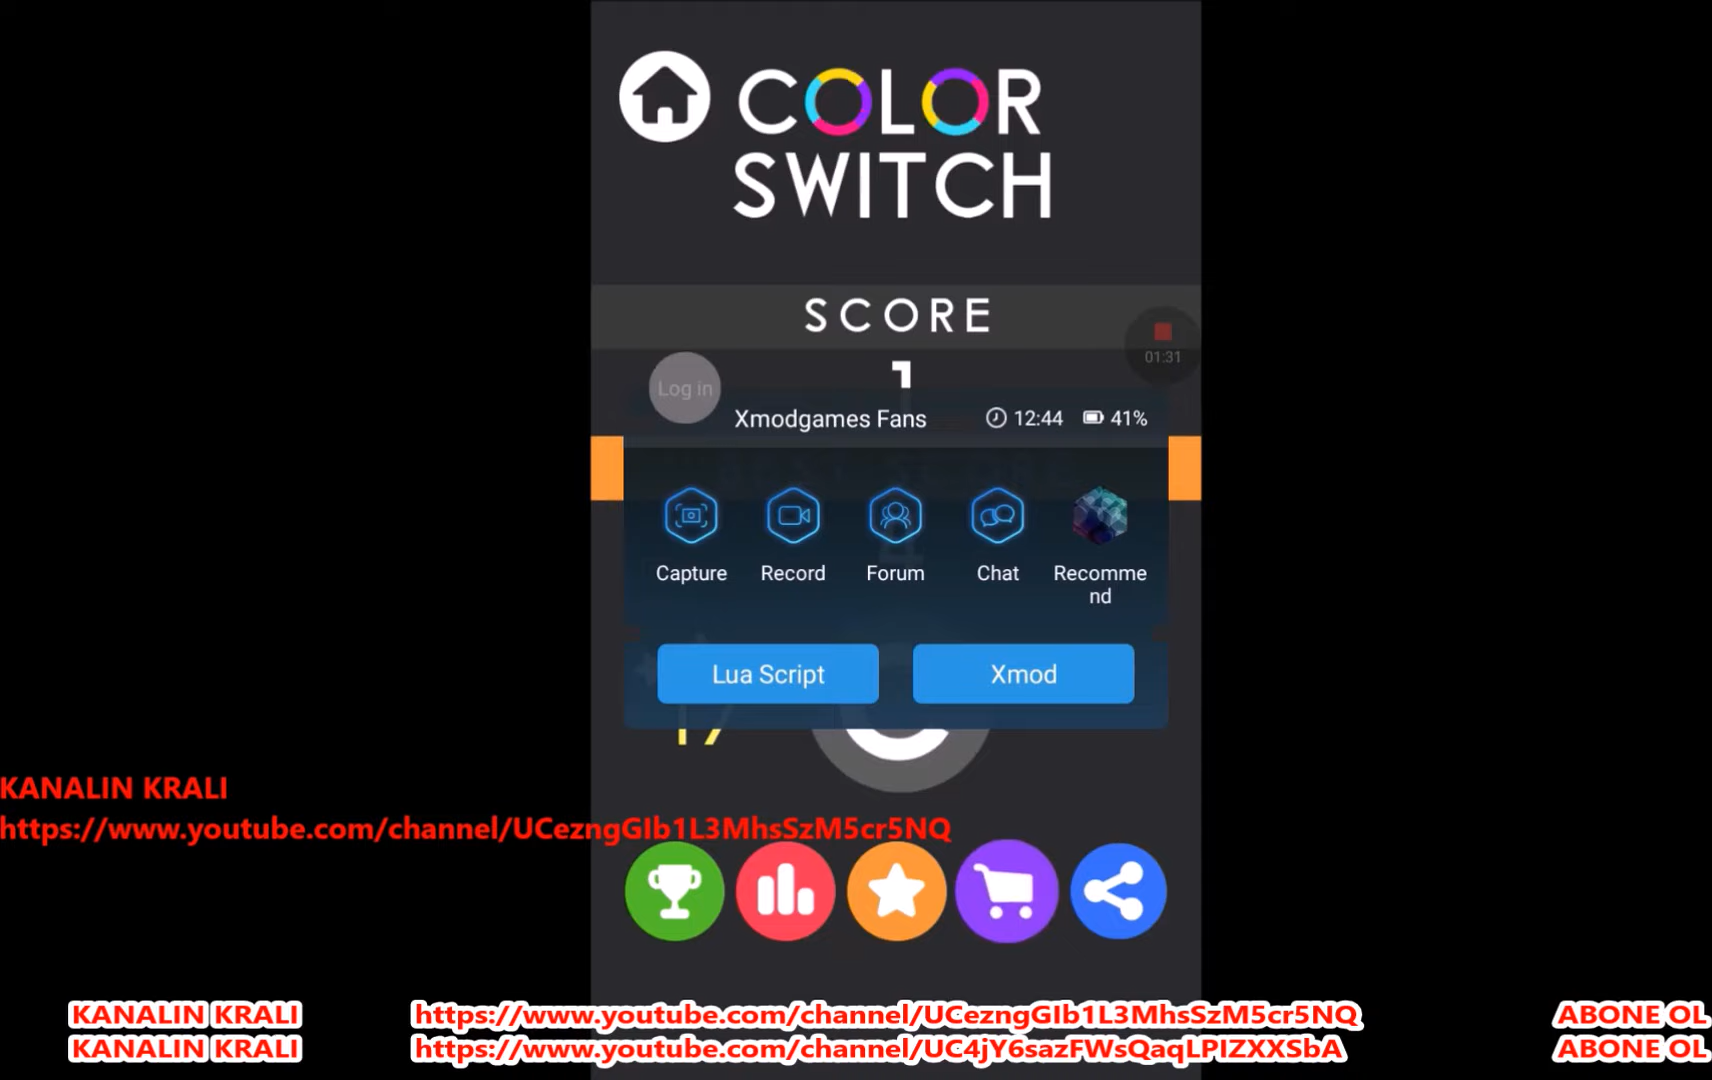 COLOR
SWITCH
SCORE
1
01:31
Log in
Xmodgames Fans
12:44
41%
Capture
Record
Forum
Chat
Recomme
nd
Lua Script
Xmod
17
KANALIN KRALI
https://www.youtube.com/channel/UCezngGIb1L3MhsSzM5cr5NQ
KANALIN KRALI https://www.youtube.com/channel/UCezngGIb1L3MhsSzM5cr5NQ ABONE OL
KANALIN KRALI https://www.youtube.com/channel/UC4jY6sazFWsQaqLPIZXXSbA ABONE OL